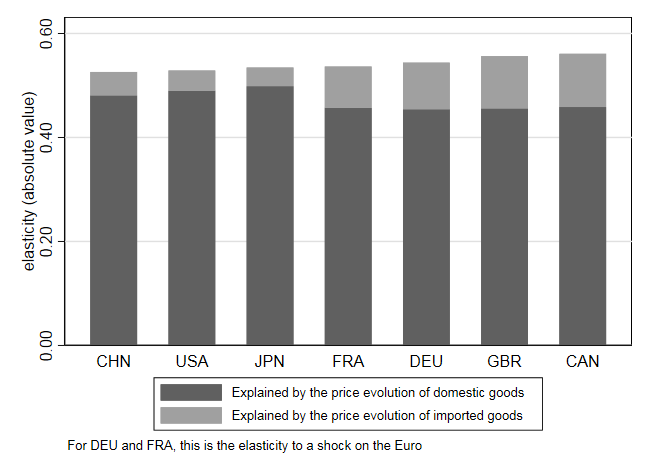 elasticity (absolute value)
0.60
0.40
0.20
0.00
CHN USA JPN FRA DEU GBR CAN
Explained by the price evolution of domestic goods
Explained by the price evolution of imported goods
For DEU and FRA, this is the elasticity to a shock on the Euro